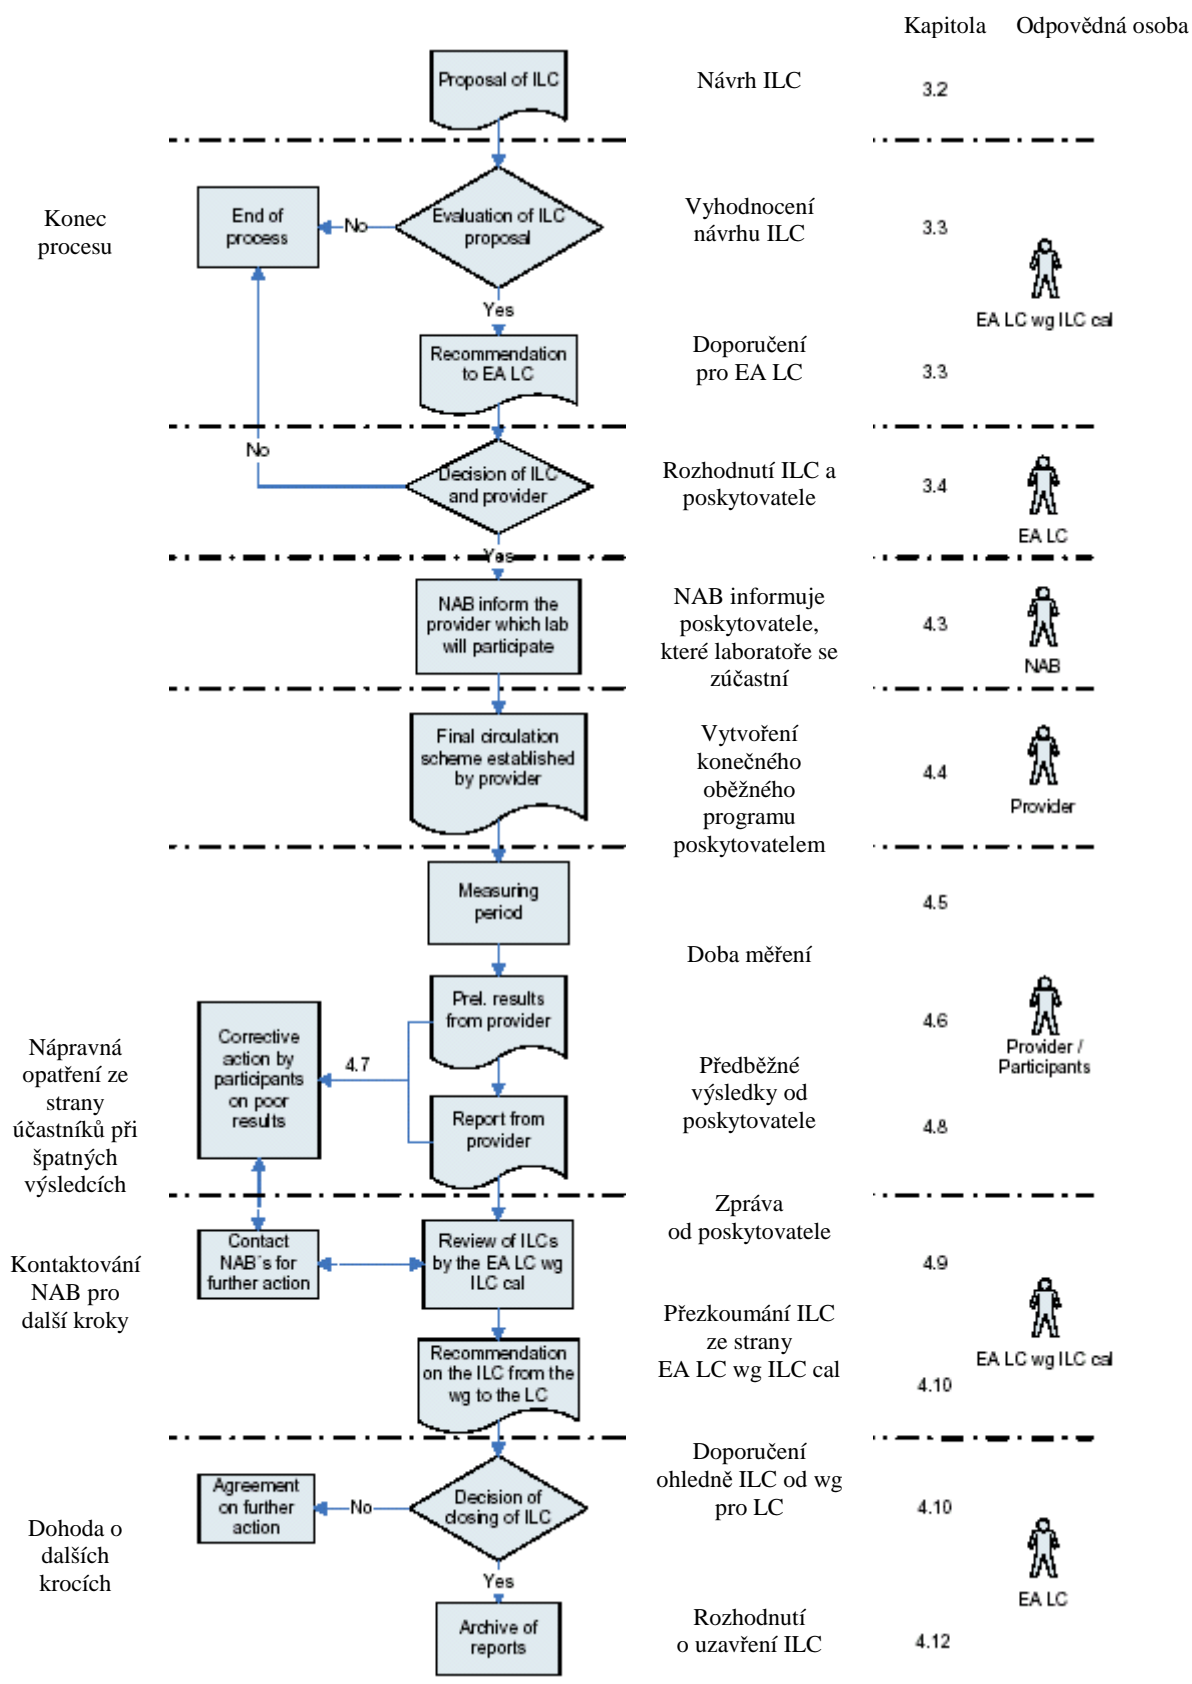 Kapitola
Odpovědná osoba
Proposal of ILC
Návrh ILC
3.2
Konec
procesu
End of
process
No
Evaluation of ILC
proposal
Vyhodnocení
návrhu ILC
3.3
EA LC wg ILC cal
Yes
Recommendation
to EA LC
Doporučení
pro EA LC
3.3
No
Decision of ILC
and provider
Rozhodnutí ILC a
poskytovatele
3.4
EA LC
Yes
NAB inform the
provider which lab
will participate
NAB informuje
poskytovatele,
které laboratoře se
zúčastní
4.3
NAB
Final circulation
scheme established
by provider
Vytvoření
konečného
oběžného
programu
poskytovatelem
4.4
Provider
Measuring
period
4.5
Doba měření
Prel. results
from provider
4.6
Provider /
Participants
Nápravná
opatření ze
strany
účastníků při
špatných
výsledcích
Corrective
action by
participants
on poor
results
4.7
Předběžné
výsledky od
poskytovatele
Report from
provider
4.8
Zpráva
od poskytovatele
Kontaktování
NAB pro
další kroky
Contact
NAB´s for
further action
Review of ILCs
by the EA LC wg
ILC cal
4.9
Přezkoumání ILC
ze strany
EA LC wg ILC cal
EA LC wg ILC cal
Recommendation
on the ILC from the
wg to the LC
4.10
Doporučení
ohledně ILC od wg
pro LC
Dohoda o
dalších
krocích
Agreement
on further
action
No
Decision of
closing of ILC
4.10
EA LC
Yes
Archive of
reports
Rozhodnutí
o uzavření ILC
4.12